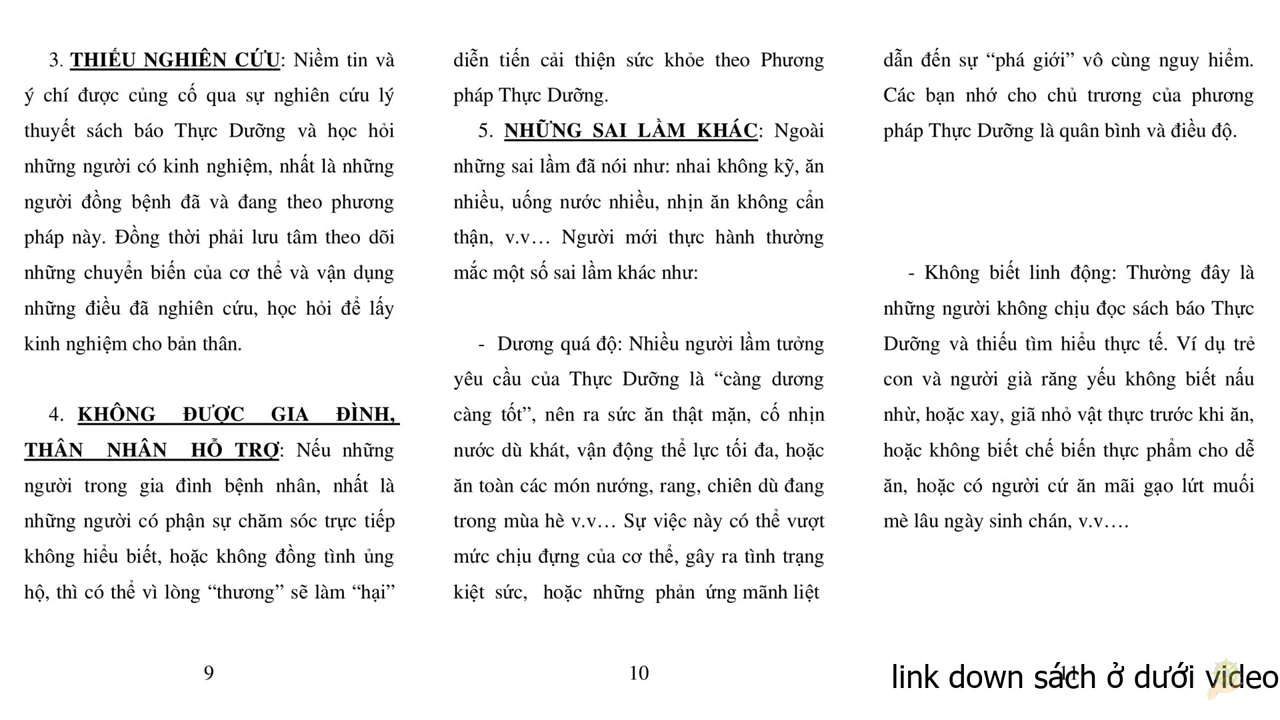 3. THIẾU NGHIÊN CỨU: Niềm tin và
ý chí được củng cố qua sự nghiên cứu lý
thuyết sách báo Thực Dưỡng và học hỏi
những người có kinh nghiệm, nhất là những
người đồng bệnh đã và đang theo phương
pháp này. Đồng thời phải lưu tâm theo dõi
những chuyển biến của cơ thể và vận dụng
những điều đã nghiên cứu, học hỏi để lấy
kinh nghiệm cho bản thân.
4. KHÔNG ĐƯỢC GIA ĐÌNH,
THÂN NHÂN HỖ TRỢ: Nếu những
người trong gia đình bệnh nhân, nhất là
những người có phận sự chăm sóc trực tiếp
không hiểu biết, hoặc không đồng tình ủng
hộ, thì có thể vì lòng “thương” sẽ làm “hại”
9
diễn tiến cải thiện sức khỏe theo Phương
pháp Thực Dưỡng.
5. NHỮNG SAI LẦM KHÁC: Ngoài
những sai lầm đã nói như: nhai không kỹ, ăn
nhiều, uống nước nhiều, nhịn ăn không cẩn
thận, v.v… Người mới thực hành thường
mắc một số sai lầm khác như:
- Dương quá độ: Nhiều người lầm tưởng
yêu cầu của Thực Dưỡng là “càng dương
càng tốt”, nên ra sức ăn thật mặn, cố nhịn
nước dù khát, vận động thể lực tối đa, hoặc
ăn toàn các món nướng, rang, chiên dù đang
trong mùa hè v.v… Sự việc này có thể vượt
mức chịu đựng của cơ thể, gây ra tình trạng
kiệt sức, hoặc những phản ứng mãnh liệt
10
dẫn đến sự “phá giới” vô cùng nguy hiểm.
Các bạn nhớ cho chủ trương của phương
pháp Thực Dưỡng là quân bình và điều độ.
- Không biết linh động: Thường đây là
những người không chịu đọc sách báo Thực
Dưỡng và thiếu tìm hiểu thực tế. Ví dụ trẻ
con và người già răng yếu không biết nấu
nhừ, hoặc xay, giã nhỏ vật thực trước khi ăn,
hoặc không biết chế biến thực phẩm cho dễ
ăn, hoặc có người cứ ăn mãi gạo lứt muối
mè lâu ngày sinh chán, v.v….
11
link down sách ở dưới video